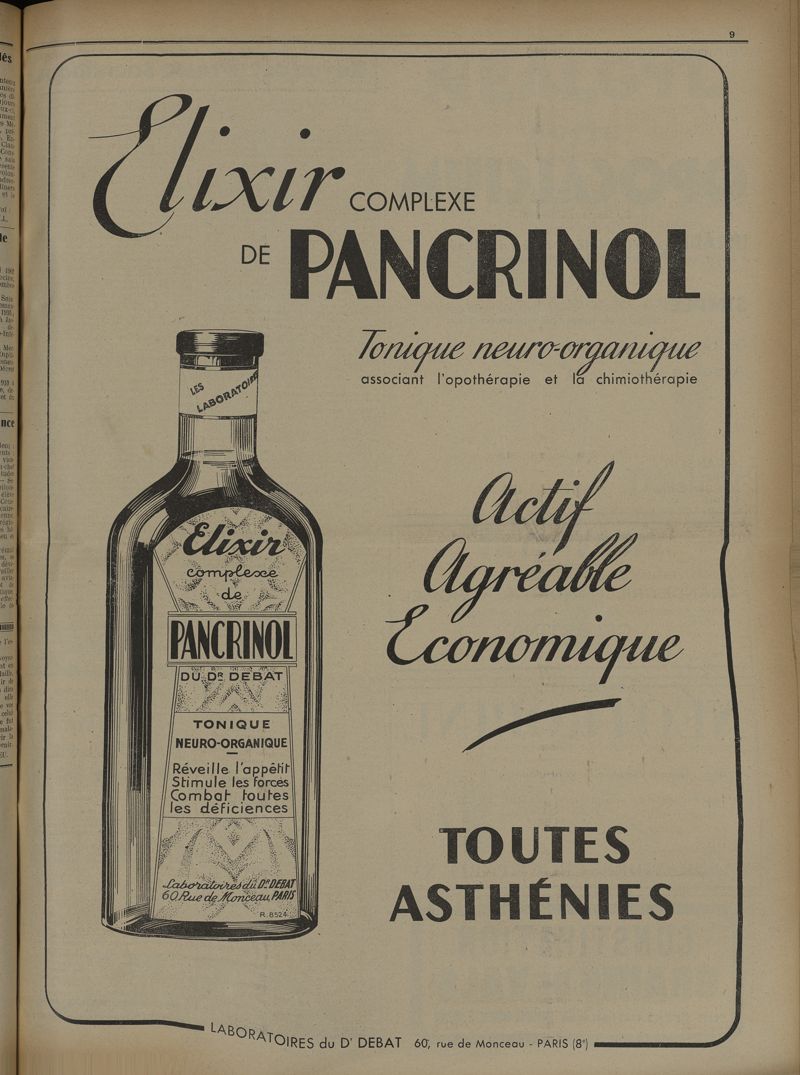 9
Elixir COMPLEXE
DE PANCRINOL
Tonique neuro-organique
associant l'opothérapie et la chimiothérapie
LES
LABORATOIRES
Elixir
complexe
de
PANCRINOL
DU Dr DEBAT
TONIQUE
NEURO-ORGANIQUE
Réveille l'appétit
Stimule les forces
Combat toutes
les déficiences
Laboratoires du Dr DEBAT
60 Rue de Monceau, PARIS
R.8524
Actif
Agréable
Economique
TOUTES
ASTHÉNIES
LABORATOIRES du Dr DEBAT 60, rue de Monceau - PARIS (8e)